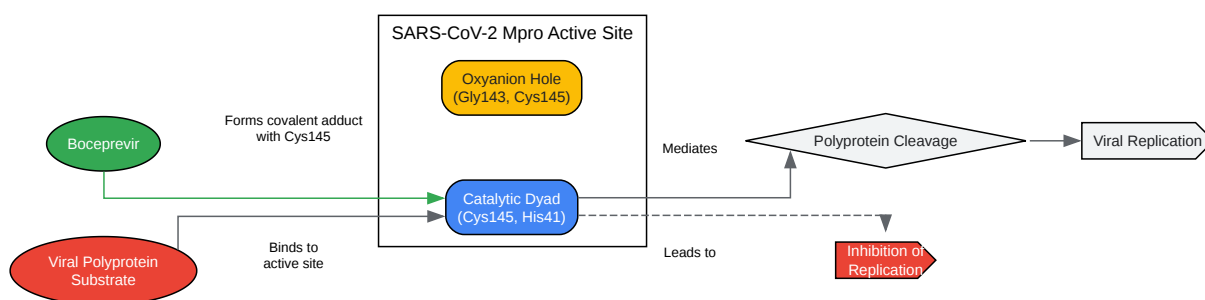 SARS-CoV-2 Mpro Active Site
Oxyanion Hole
(Gly143, Cys145)
Forms covalent adduct
with Cys145
Boceprevir
Mediates
Polyprotein Cleavage
Viral Replication
Catalytic Dyad
(Cys145, His41)
Viral Polyprotein
Substrate
Binds to
active site
Leads to
Inhibition of
Replication